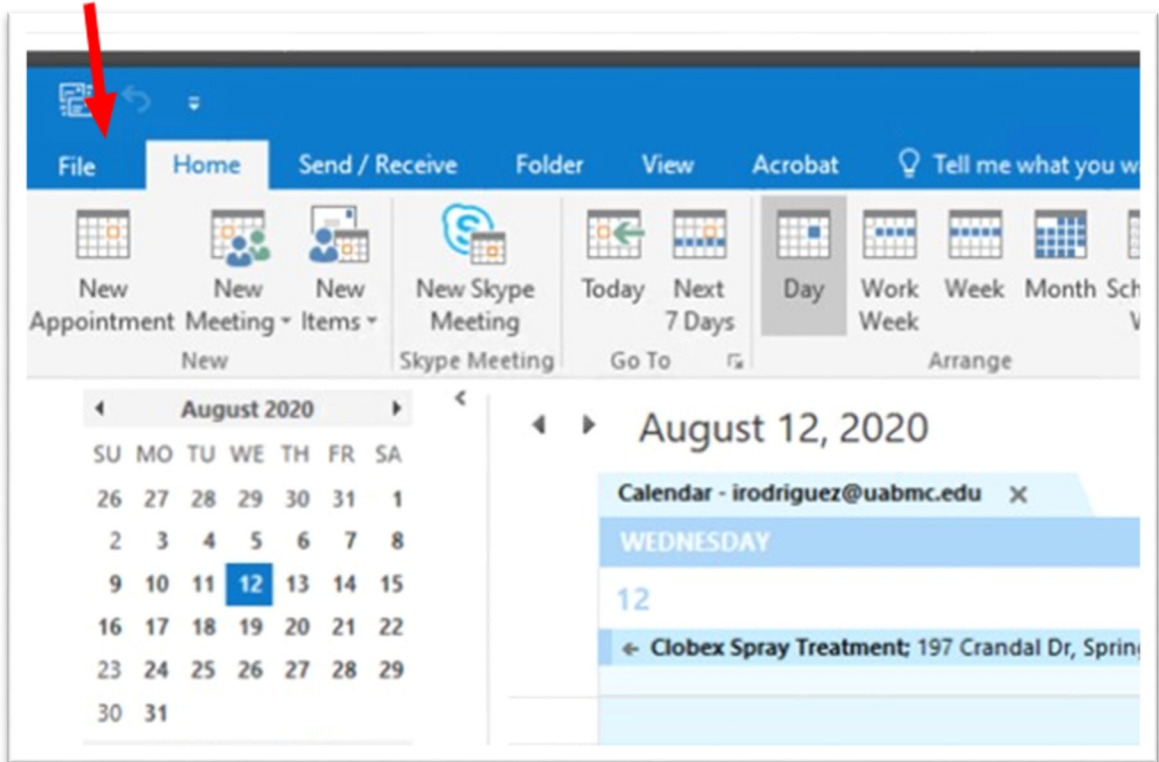 File Home Send / Receive Folder View Acrobat Tell me what you w
New Appointment
New Meeting
New Items
New
New Skype Meeting
Skype Meeting
Today
Next 7 Days
Go To
Day
Work Week
Week
Month
Sch
Arrange
August 2020
SU MO TU WE TH FR SA
26 27 28 29 30 31 1
2 3 4 5 6 7 8
9 10 11 12 13 14 15
16 17 18 19 20 21 22
23 24 25 26 27 28 29
30 31
August 12, 2020
Calendar - irodriguez@uabmc.edu
WEDNESDAY
12
Clobex Spray Treatment; 197 Crandal Dr, Spring